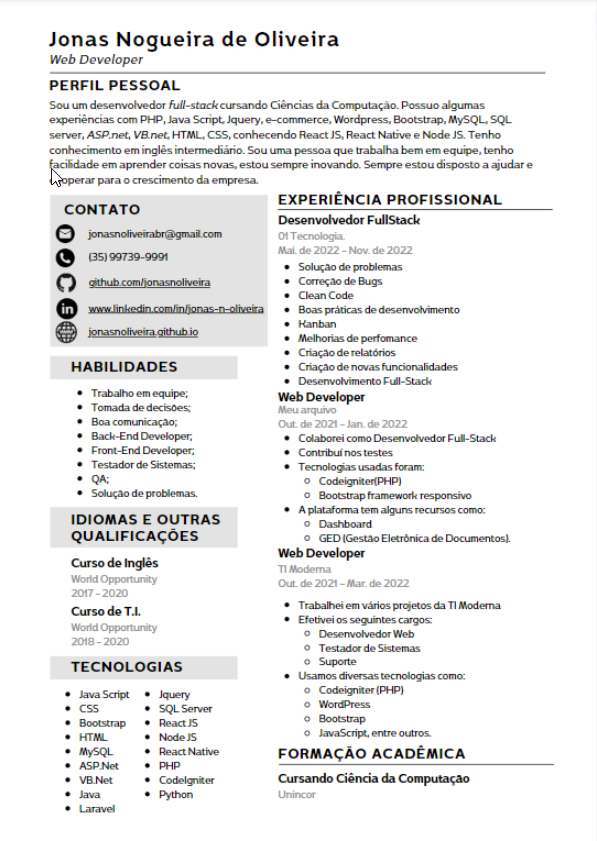 Jonas Nogueira de Oliveira
Web Developer
PERFIL PESSOAL
Sou um desenvolvedor full-stack cursando Ciências da Computação. Possuo algumas
experiências com PHP, Java Script, Jquery, e-commerce, Wordpress, Bootstrap, MySQL, SQL
server, ASP.net, VB.net, HTML, CSS, conhecendo React JS, React Native e Node JS. Tenho
conhecimento em inglês intermediário. Sou uma pessoa que trabalha bem em equipe, tenho
facilidade em aprender coisas novas, estou sempre inovando. Sempre estou disposto a ajudar e
cooperar para o crescimento da empresa.
CONTATO
jonasnoliveirabr@gmail.com
(35) 99739-9991
github.com/jonasnoliveira
www.linkedin.com/in/jonas-n-oliveira
jonasnoliveira.github.io
HABILIDADES
Trabalho em equipe;
Tomada de decisões;
Boa comunicação;
Back-End Developer;
Front-End Developer;
Testador de Sistemas;
QA;
Solução de problemas.
IDIOMAS E OUTRAS
QUALIFICAÇÕES
Curso de Inglês
World Opportunity
2017 - 2020
Curso de T.I.
World Opportunity
2018 - 2020
TECNOLOGIAS
Java Script
CSS
Bootstrap
HTML
MySQL
ASP.Net
VB.Net
Java
Laravel
Jquery
SQL Server
React JS
Node JS
React Native
PHP
CodeIgniter
Python
EXPERIÊNCIA PROFISSIONAL
Desenvolvedor FullStack
01 Tecnologia.
Mai. de 2022 - Nov. de 2022
Solução de problemas
Correção de Bugs
Clean Code
Boas práticas de desenvolvimento
Kanban
Melhorias de perfomance
Criação de relatórios
Criação de novas funcionalidades
Desenvolvimento Full-Stack
Web Developer
Meu arquivo
Out. de 2021 - Jan. de 2022
Colaborei como Desenvolvedor Full-Stack
Contribuí nos testes
Tecnologias usadas foram:
Codeigniter(PHP)
Bootstrap framework responsivo
A plataforma tem alguns recursos como:
Dashboard
GED (Gestão Eletrônica de Documentos).
Web Developer
TI Moderna
Out. de 2021 - Mar. de 2022
Trabalhei em vários projetos da TI Moderna
Efetivei os seguintes cargos:
Desenvolvedor Web
Testador de Sistemas
Suporte
Usamos diversas tecnologias como:
Codeigniter (PHP)
WordPress
Bootstrap
JavaScript, entre outros.
FORMAÇÃO ACADÊMICA
Cursando Ciência da Computação
Unincor